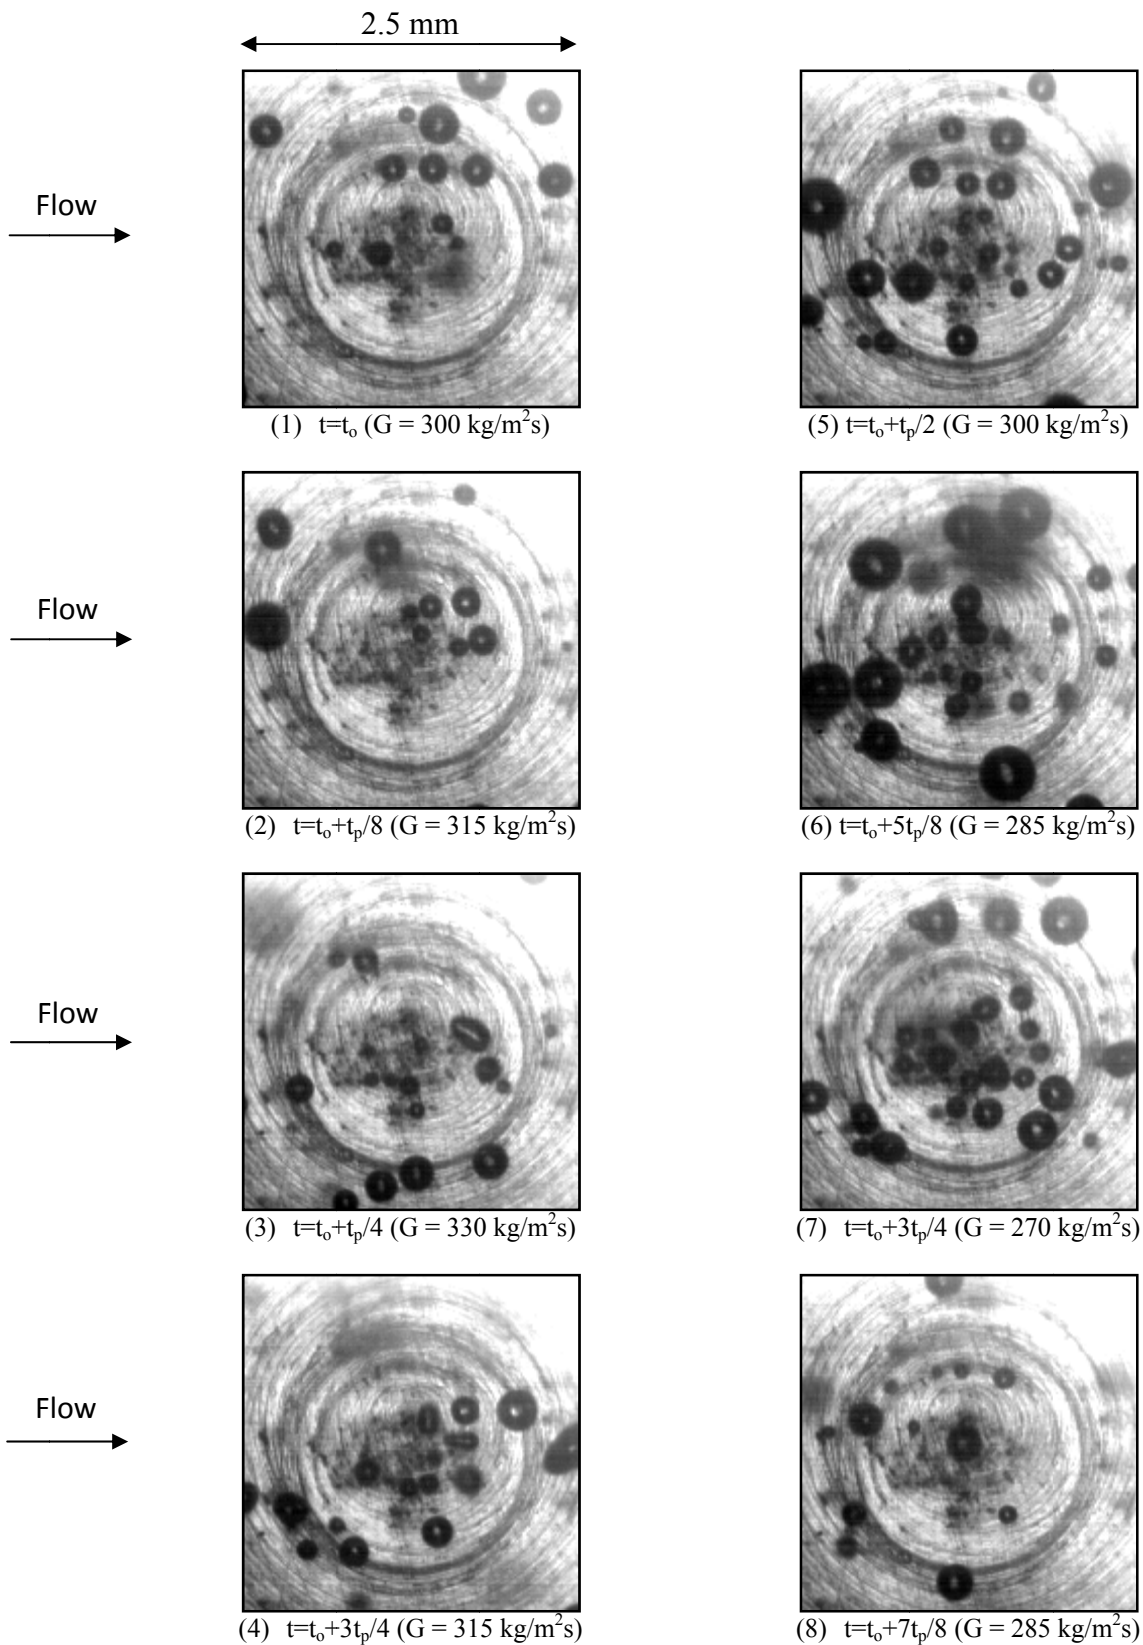 2.5 mm
Flow
(1) t=tₒ (G = 300 kg/m²s)
(5) t=tₒ+tₚ/2 (G = 300 kg/m²s)
Flow
(2) t=tₒ+tₚ/8 (G = 315 kg/m²s)
(6) t=tₒ+5tₚ/8 (G = 285 kg/m²s)
Flow
(3) t=tₒ+tₚ/4 (G = 330 kg/m²s)
(7) t=tₒ+3tₚ/4 (G = 270 kg/m²s)
Flow
(4) t=tₒ+3tₚ/4 (G = 315 kg/m²s)
(8) t=tₒ+7tₚ/8 (G = 285 kg/m²s)